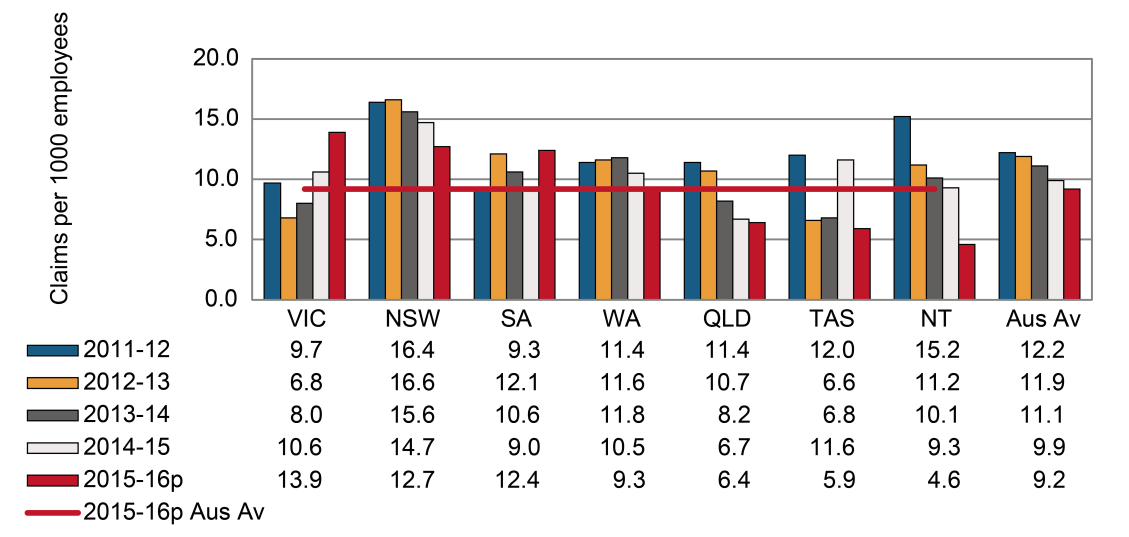 Claims per 1000 employees
20.0
15.0
10.0
5.0
0.0
VIC NSW SA WA QLD TAS NT Aus Av
2011-12 9.7 16.4 9.3 11.4 11.4 12.0 15.2 12.2
2012-13 6.8 16.6 12.1 11.6 10.7 6.6 11.2 11.9
2013-14 8.0 15.6 10.6 11.8 8.2 6.8 10.1 11.1
2014-15 10.6 14.7 9.0 10.5 6.7 11.6 9.3 9.9
2015-16p 13.9 12.7 12.4 9.3 6.4 5.9 4.6 9.2
2015-16p Aus Av